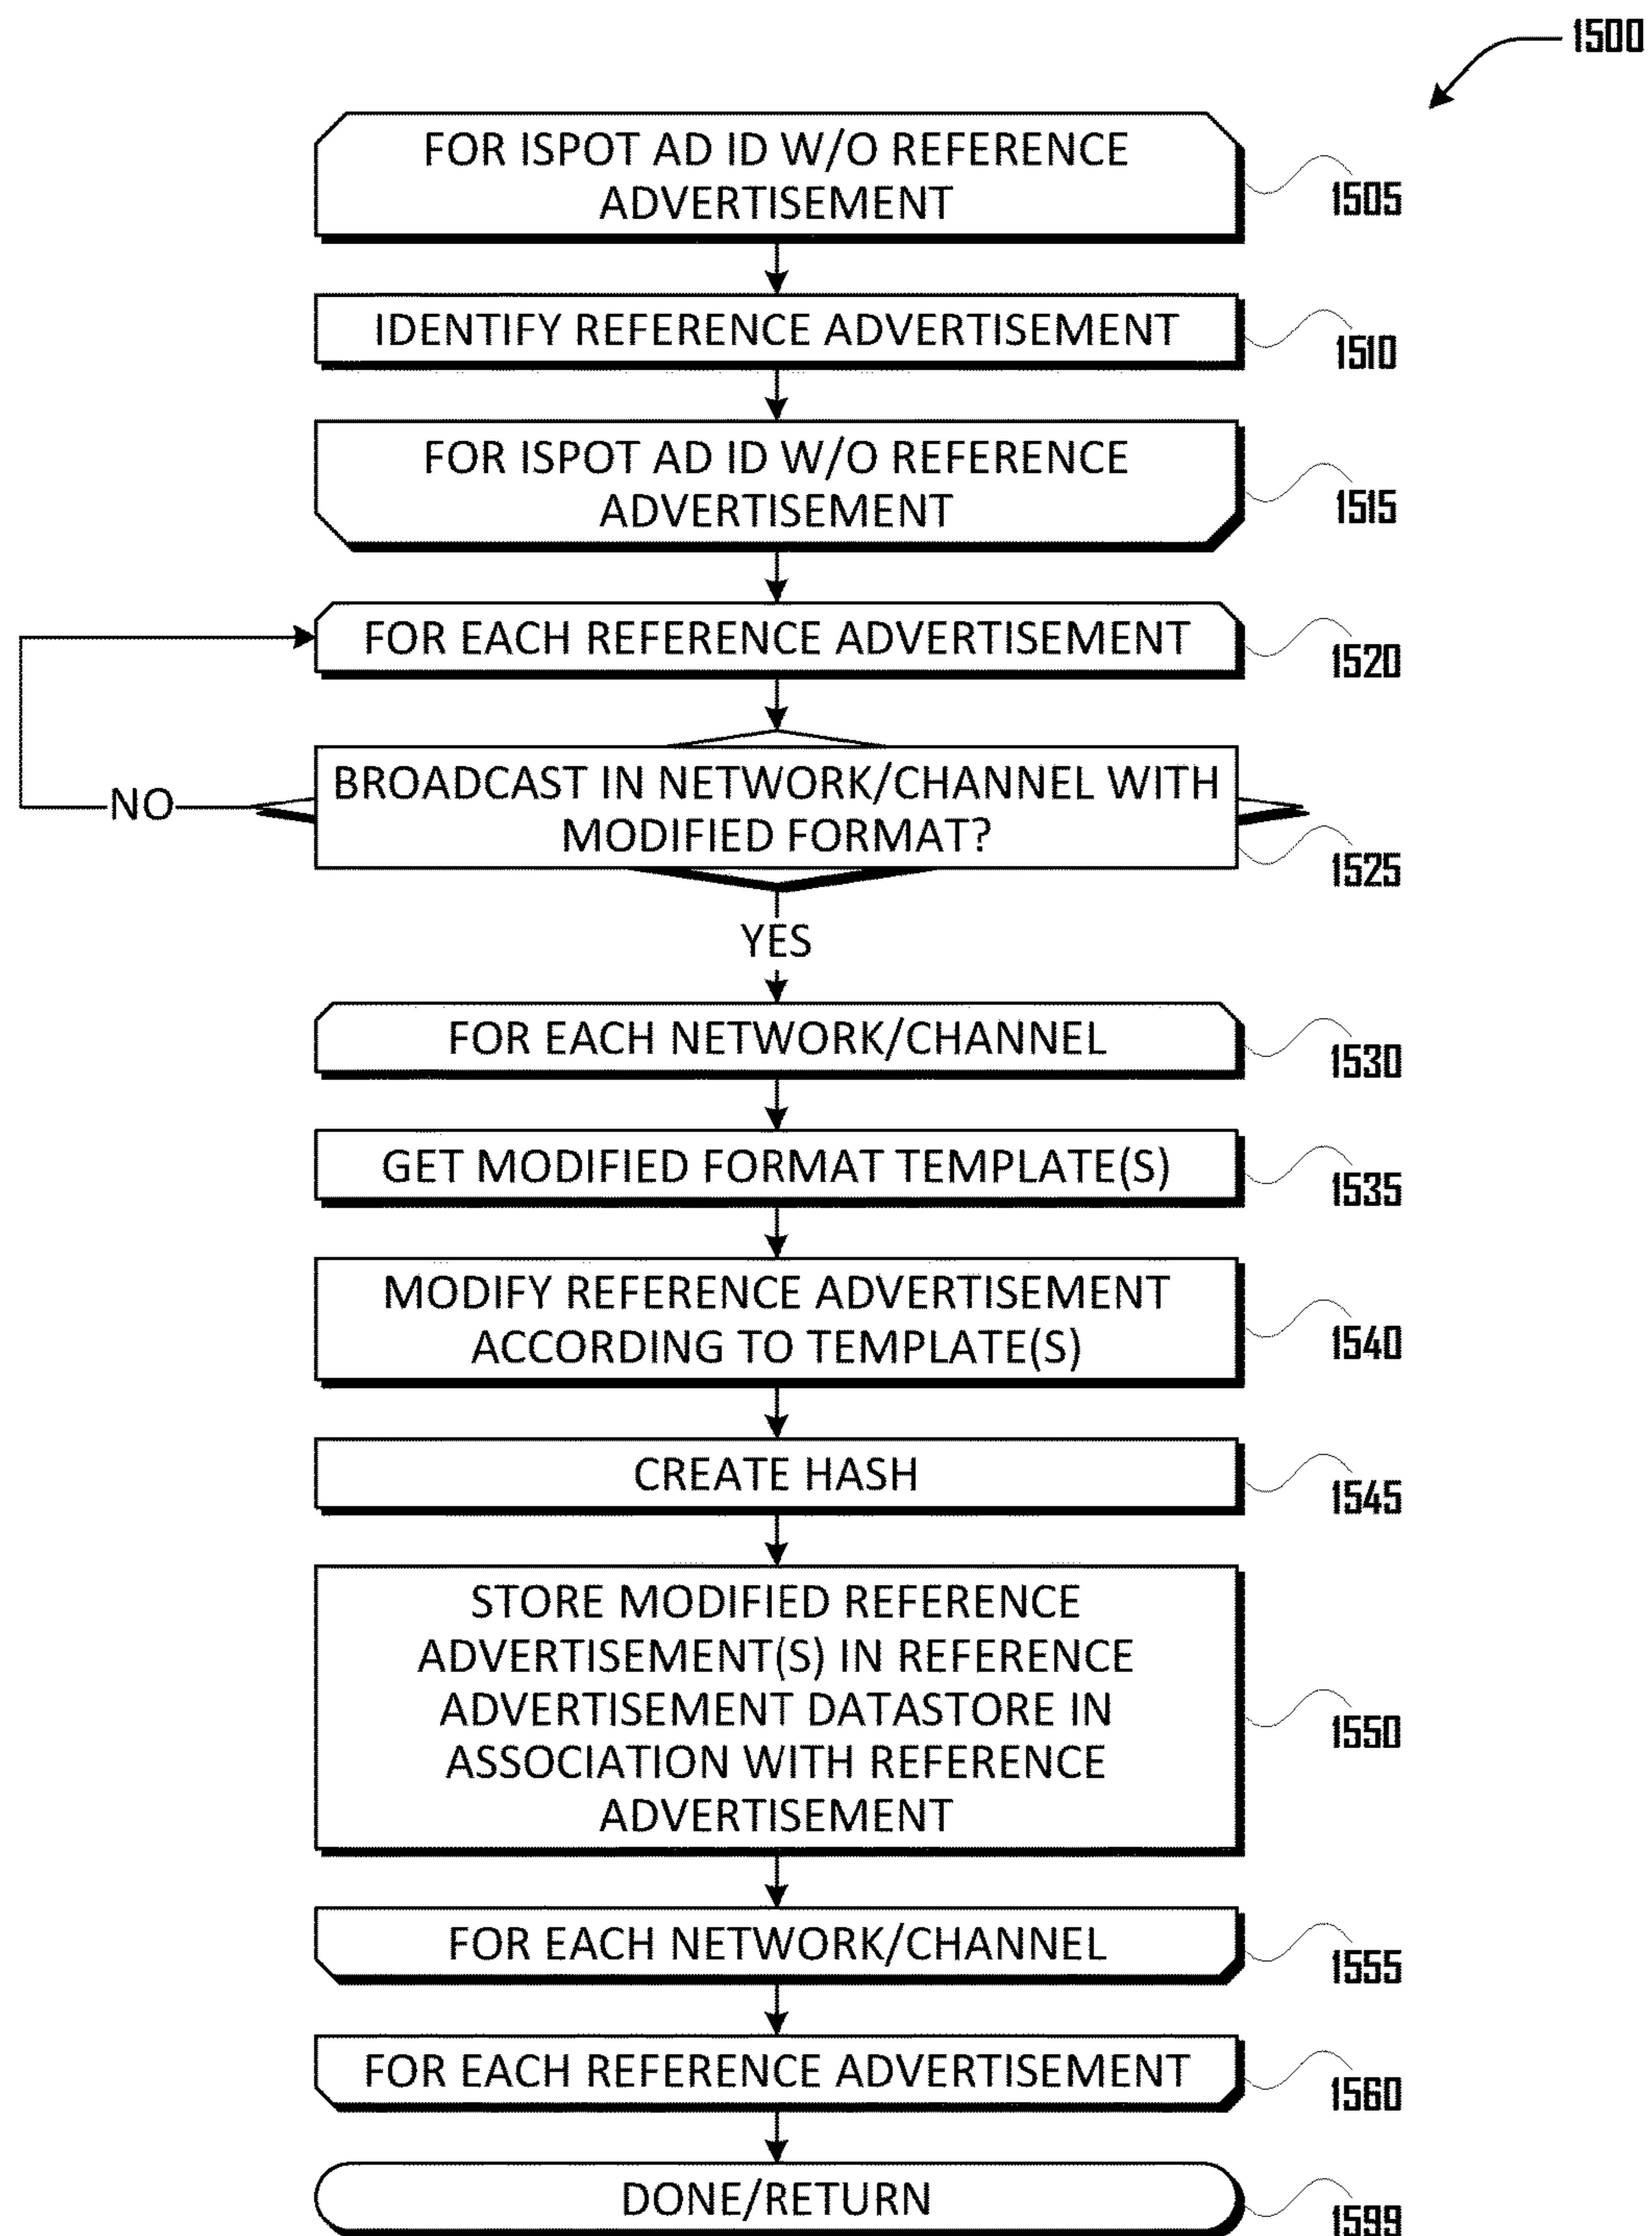 1500
FOR ISPOT AD ID W/O REFERENCE
ADVERTISEMENT
1505
IDENTIFY REFERENCE ADVERTISEMENT
1510
FOR ISPOT AD ID W/O REFERENCE
ADVERTISEMENT
1515
FOR EACH REFERENCE ADVERTISEMENT
1520
BROADCAST IN NETWORK/CHANNEL WITH
MODIFIED FORMAT?
NO
1525
YES
FOR EACH NETWORK/CHANNEL
1530
GET MODIFIED FORMAT TEMPLATE(S)
1535
MODIFY REFERENCE ADVERTISEMENT
ACCORDING TO TEMPLATE(S)
1540
CREATE HASH
1545
STORE MODIFIED REFERENCE
ADVERTISEMENT(S) IN REFERENCE
ADVERTISEMENT DATASTORE IN
ASSOCIATION WITH REFERENCE
ADVERTISEMENT
1550
FOR EACH NETWORK/CHANNEL
1555
FOR EACH REFERENCE ADVERTISEMENT
1560
DONE/RETURN
1599